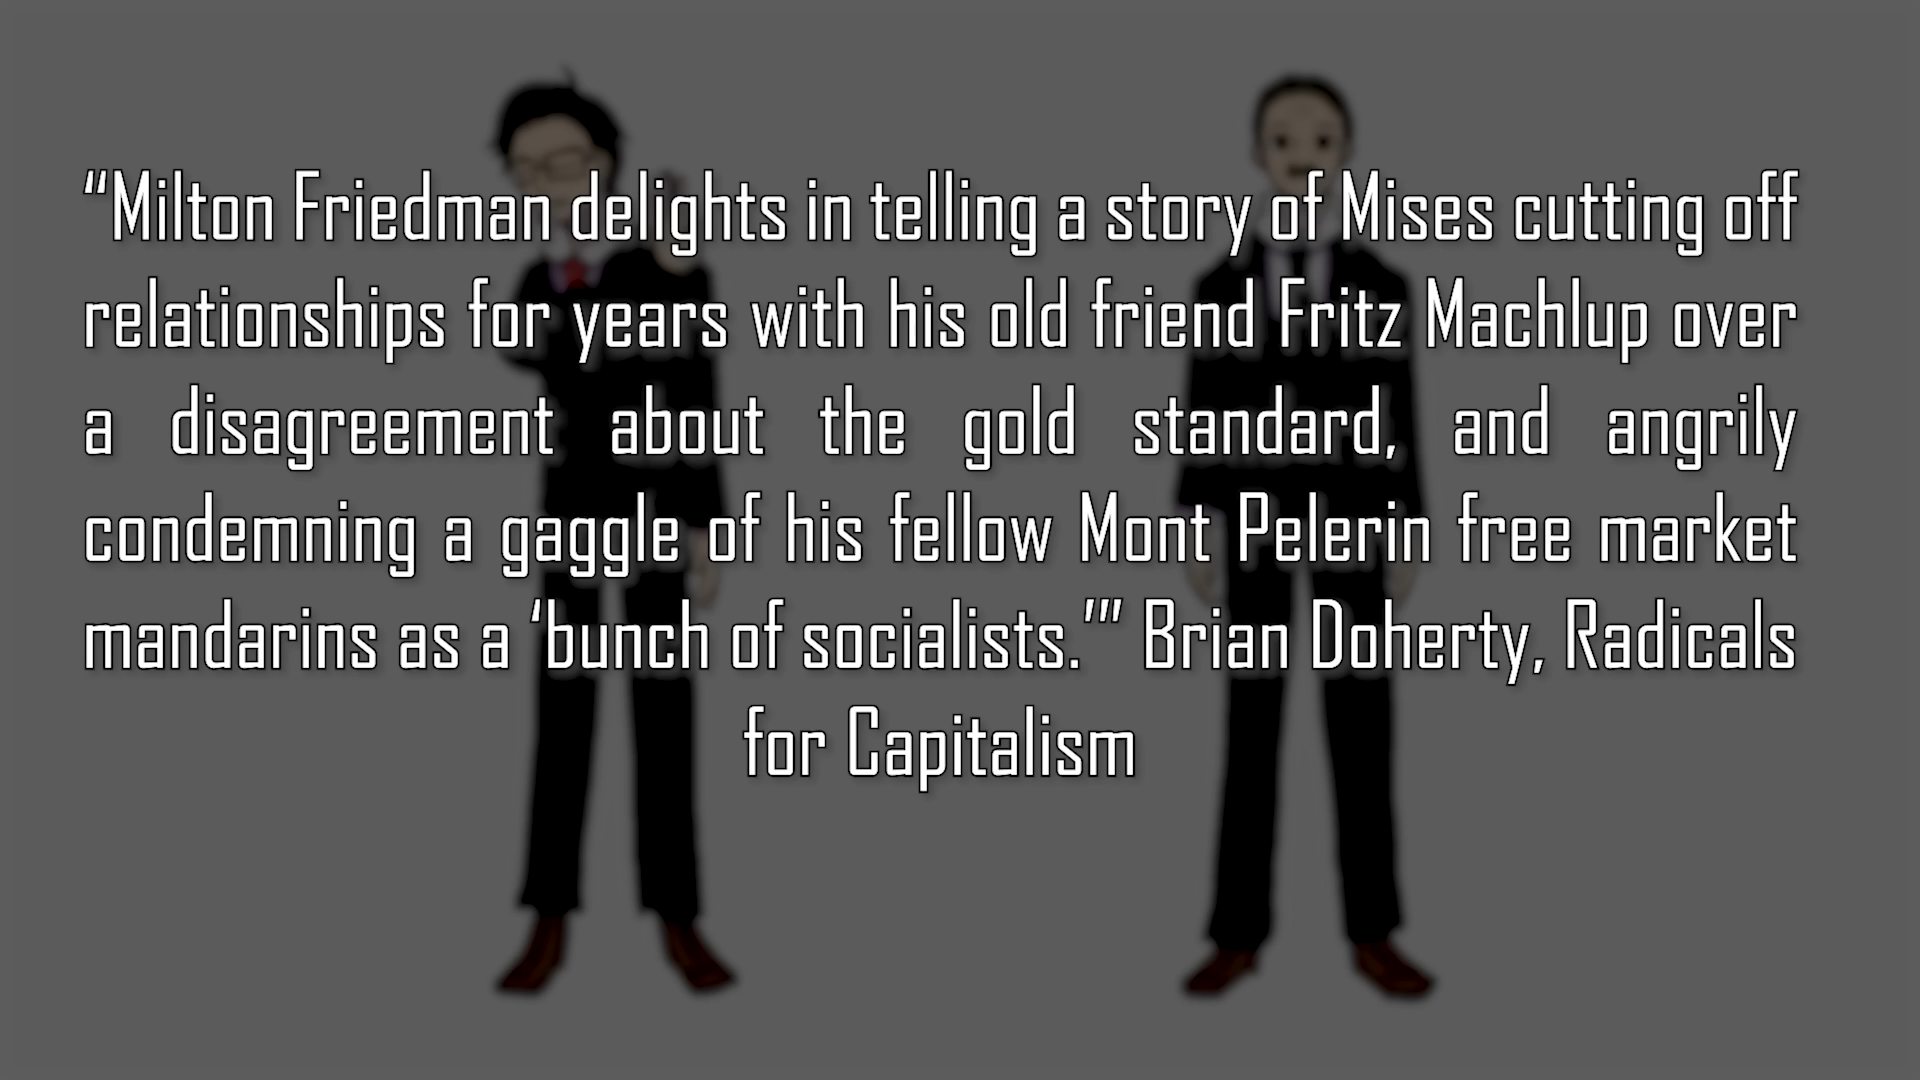 “Milton Friedman delights in telling a story of Mises cutting off
relationships for years with his old friend Fritz Machlup over
a disagreement about the gold standard, and angrily
condemning a gaggle of his fellow Mont Pelerin free market
mandarins as a ‘bunch of socialists.’” Brian Doherty, Radicals
for Capitalism